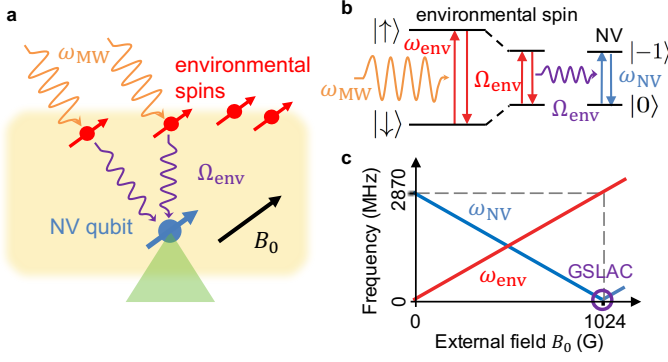 a
ω_MW
environmental
spins
Ω_env
NV qubit
B_0
b
environmental spin
NV
|↑⟩
ω_env
|−1⟩
ω_MW
Ω_env
ω_NV
Ω_env
|↓⟩
|0⟩
c
Frequency (MHz)
2870
ω_NV
ω_env
GSLAC
0
0
1024
External field B_0 (G)